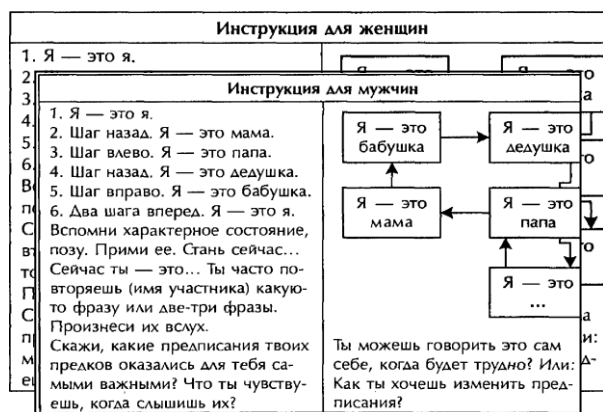 Инструкция для женщин
1. Я — это я.
Инструкция для мужчин
1. Я — это я.
2. Шаг назад. Я — это мама.
3. Шаг влево. Я — это папа.
4. Шаг назад. Я — это дедушка.
5. Шаг вправо. Я — это бабушка.
6. Два шага вперед. Я — это я.
Вспомни характерное состояние,
позу. Прими ее. Стань сейчас...
Сейчас ты — это... Ты часто по-
вторяешь (имя участника) какую-
то фразу или две-три фразы.
Произнеси их вслух.
Скажи, какие предписания твоих
предков оказались для тебя са-
мыми важными? Что ты чувству-
ешь, когда слышишь их?
Я — это
бабушка
Я — это
дедушка
Я — это
мама
Я — это
папа
Я — это
...
Ты можешь говорить это сам
себе, когда будет трудно? Или:
Как ты хочешь изменить пред-
писания?